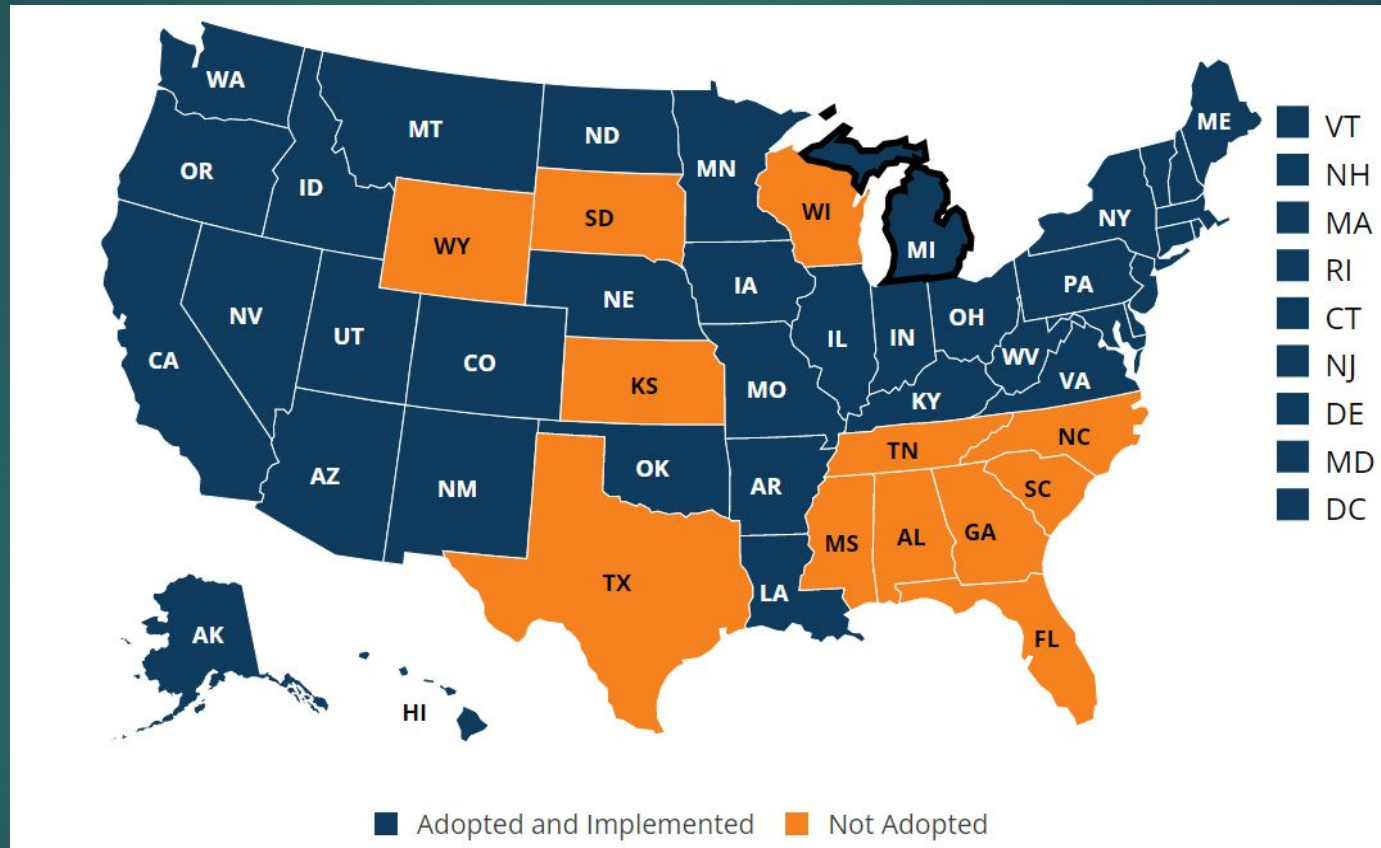 WA
MT
ND
MN
ME
OR
ID
WY
SD
WI
MI
NY
NV
UT
CO
NE
IA
IL
IN
OH
PA
CA
KS
MO
WV
VA
KY
AZ
NM
OK
AR
TN
NC
SC
TX
LA
MS
AL
GA
FL
AK
HI
VT
NH
MA
RI
CT
NJ
DE
MD
DC
Adopted and Implemented
Not Adopted